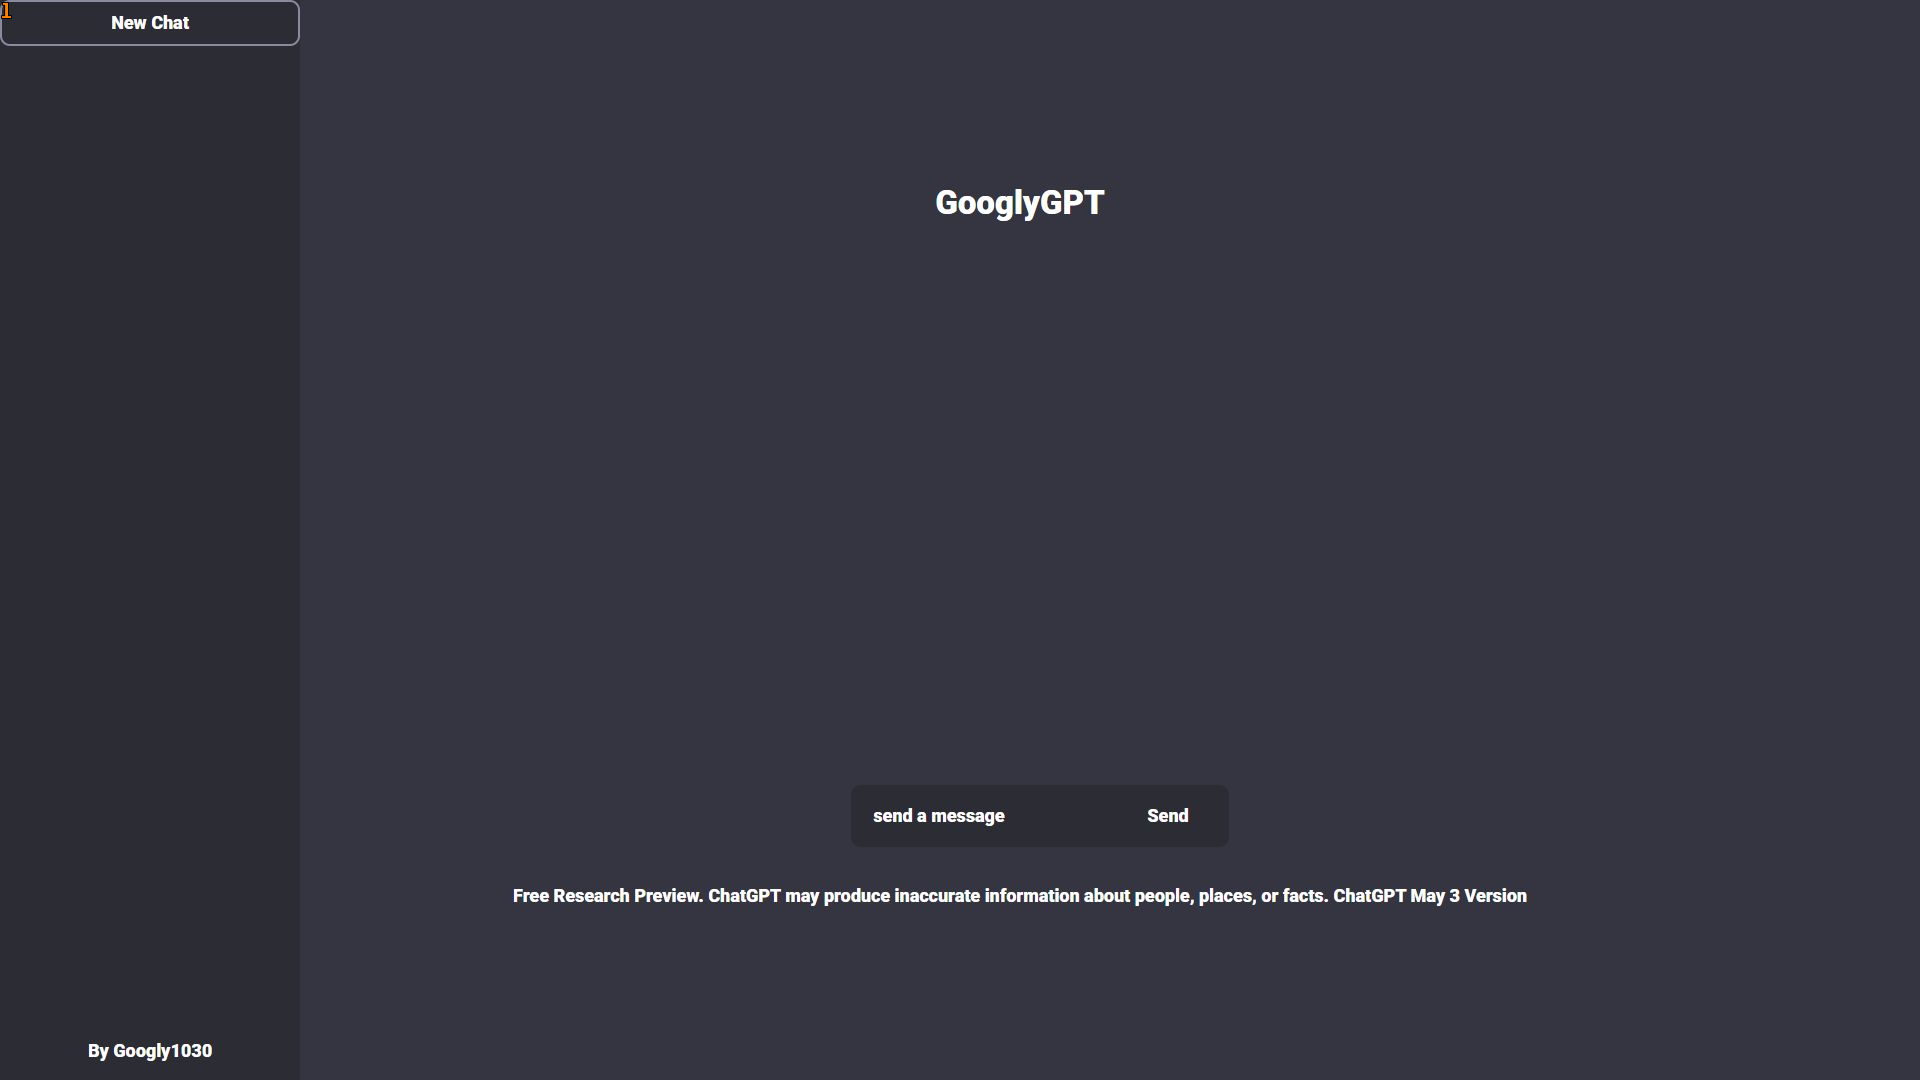 1
New Chat
GooglyGPT
send a message
Send
Free Research Preview. ChatGPT may produce inaccurate information about people, places, or facts. ChatGPT May 3 Version
By Googly1030